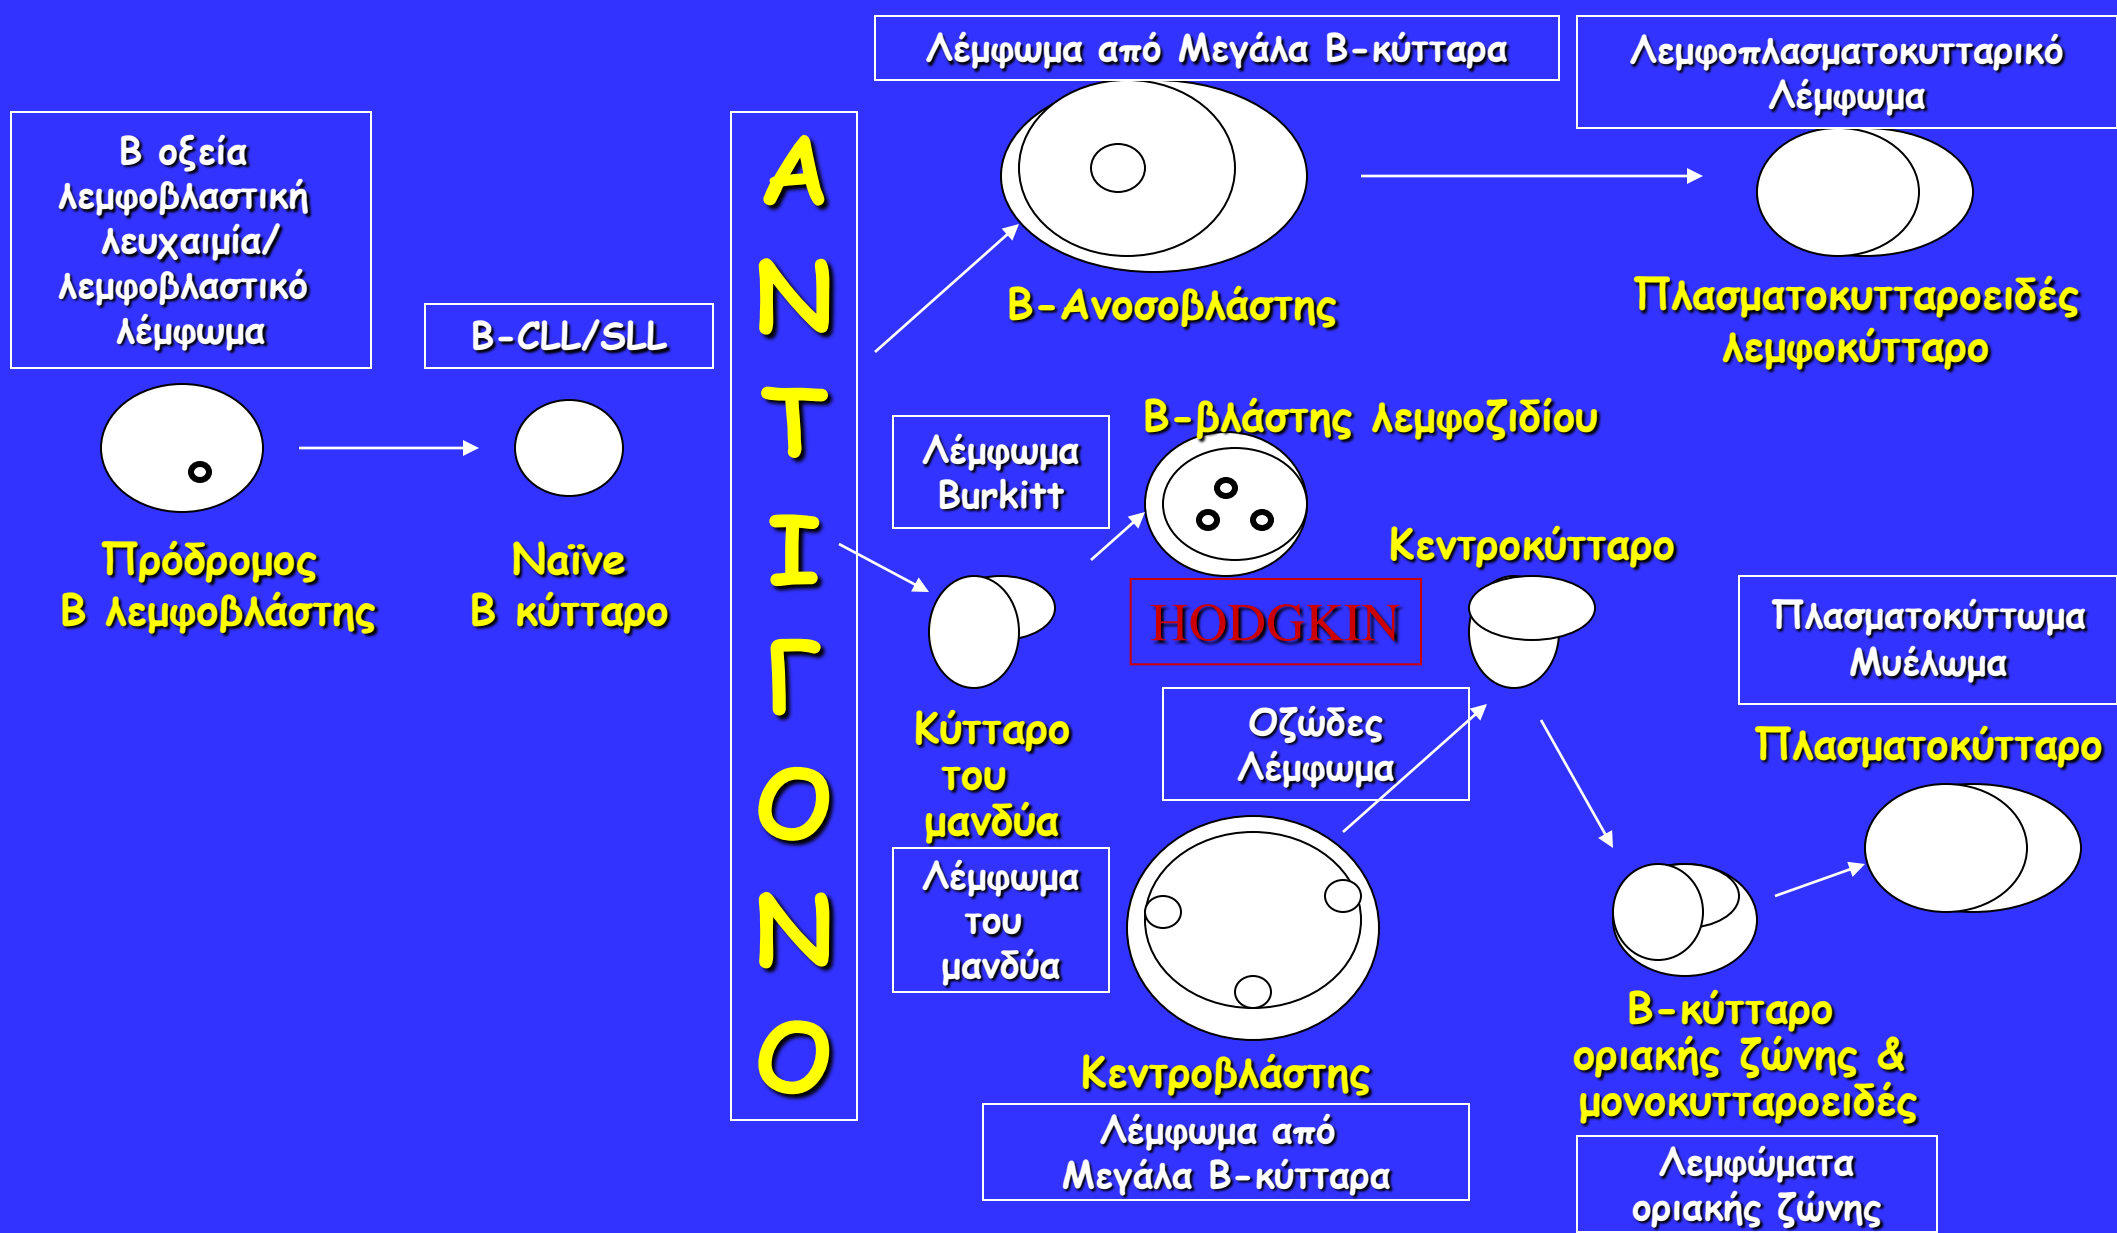 Β οξεία
λεμφοβλαστική
λευχαιμία/
λεμφοβλαστικό
λέμφωμα
Πρόδρομος
Β λεμφοβλάστης
B-CLL/SLL
Naïve
Β κύτταρο
Α
Ν
Τ
Ι
Γ
Ο
Ν
Ο
Λέμφωμα από Μεγάλα Β-κύτταρα
Β-Ανοσοβλάστης
Λεμφοπλασματοκυτταρικό
Λέμφωμα
Πλασματοκυτταροειδές
λεμφοκύτταρο
Λέμφωμα
Burkitt
Β-βλάστης λεμφοζιδίου
Κύτταρο
του
μανδύα
Λέμφωμα
του
μανδύα
HODGKIN
Κεντροκύτταρο
Οζώδες
Λέμφωμα
Κεντροβλάστης
Λέμφωμα από
Μεγάλα Β-κύτταρα
Πλασματοκύττωμα
Μυέλωμα
Πλασματοκύτταρο
Β-κύτταρο
οριακής ζώνης &
μονοκυτταροειδές
Λεμφώματα
οριακής ζώνης